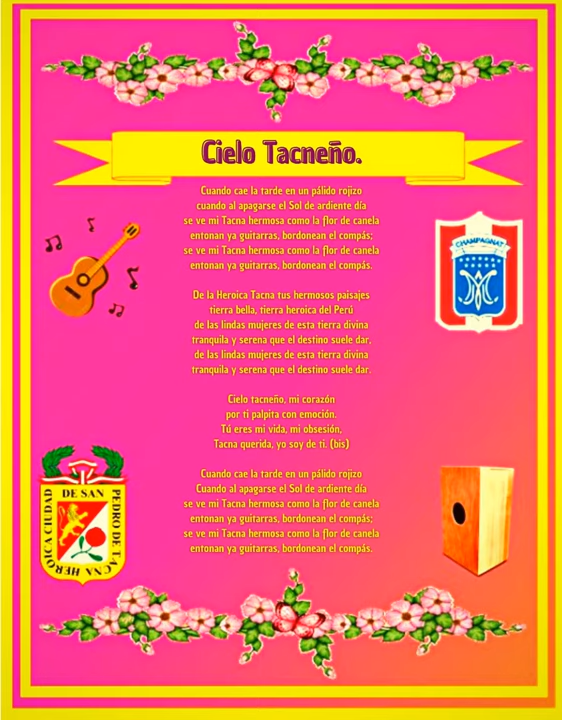 Cielo Tacneño.
Cuando cae la tarde en un pálido rojizo
cuando al apagarse el Sol de ardiente día
se ve mi Tacna hermosa como la flor de canela
entonan ya guitarras, bordonean el compás;
se ve mi Tacna hermosa como la flor de canela
entonan ya guitarras, bordonean el compás.
De la Heroica Tacna tus hermosos paisajes
tierra bella, tierra heroica del Perú
de las lindas mujeres de esta tierra divina
tranquila y serena que el destino suele dar,
de las lindas mujeres de esta tierra divina
tranquila y serena que el destino suele dar.
Cielo tacneño, mi corazón
por ti palpita con emoción.
Tú eres mi vida, mi obsesión,
Tacna querida, yo soy de ti. (bis)
Cuando cae la tarde en un pálido rojizo
Cuando al apagarse el Sol de ardiente día
se ve mi Tacna hermosa como la flor de canela
entonan ya guitarras, bordonean el compás;
se ve mi Tacna hermosa como la flor de canela
entonan ya guitarras, bordonean el compás.
CHAMPAGNAT
HEROICA CIUDAD DE SAN PEDRO DE TACNA